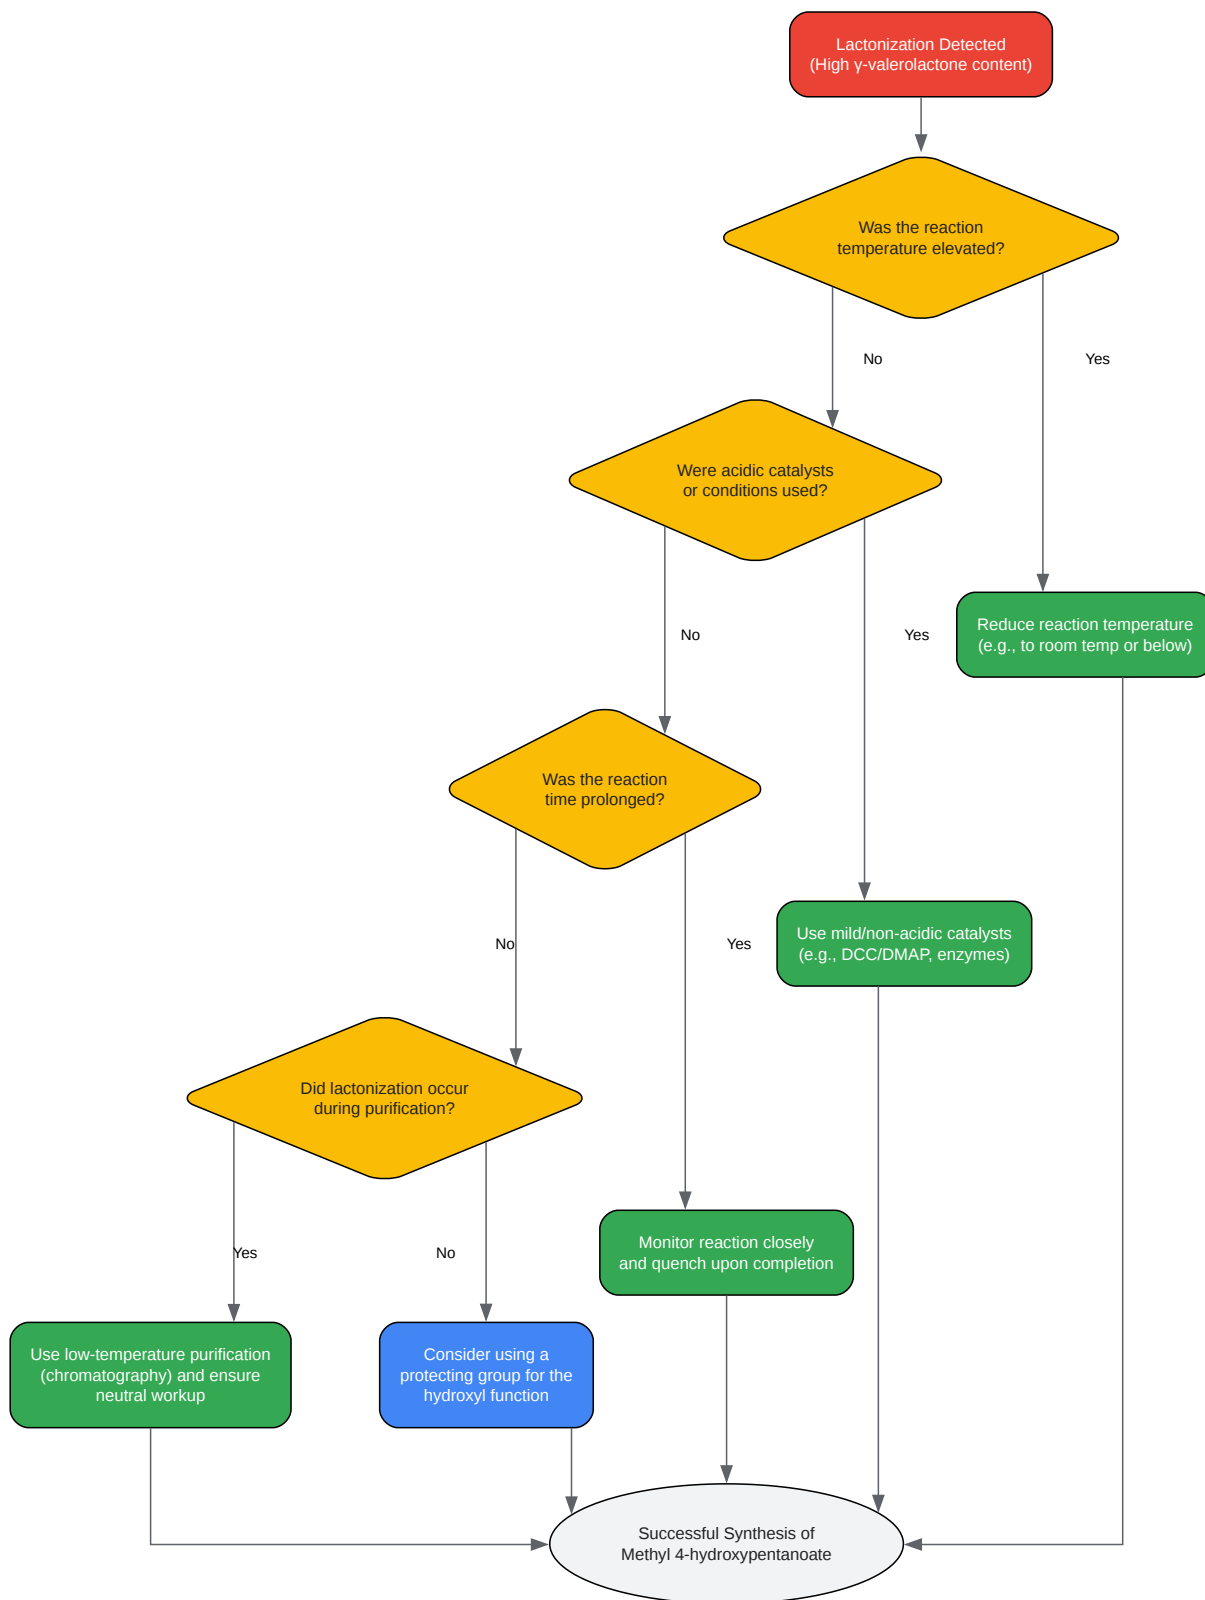 Lactonization Detected
(High γ-valerolactone content)
Was the reaction
temperature elevated?
No
Yes
Were acidic catalysts
or conditions used?
Reduce reaction temperature
(e.g., to room temp or below)
No
Yes
Was the reaction
time prolonged?
Use mild/non-acidic catalysts
(e.g., DCC/DMAP, enzymes)
No
Yes
Did lactonization occur
during purification?
Monitor reaction closely
and quench upon completion
Yes
No
Use low-temperature purification
(chromatography) and ensure
neutral workup
Consider using a
protecting group for the
hydroxyl function
Successful Synthesis of
Methyl 4-hydroxypentanoate